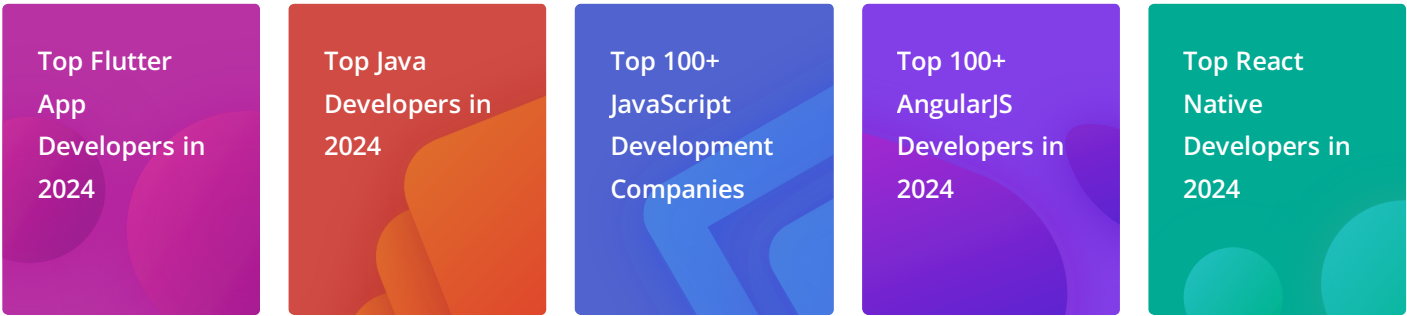 Top Flutter
App
Developers in
2024
Top Java
Developers in
2024
Top 100+
JavaScript
Development
Companies
Top 100+
AngularJS
Developers in
2024
Top React
Native
Developers in
2024